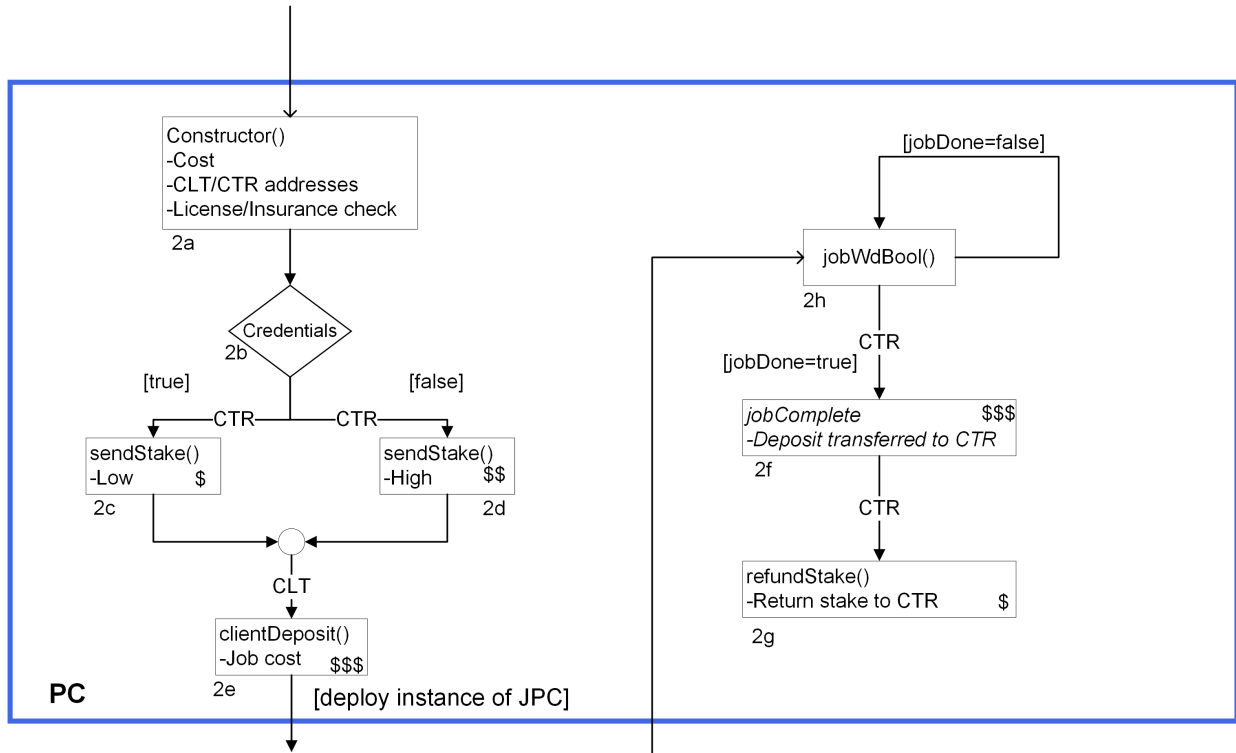 Constructor()
-Cost
-CLT/CTR addresses
-License/Insurance check
2a
Credentials
2b
[true]
[false]
CTR
CTR
sendStake()
-Low $
2c
sendStake()
-High $$
2d
CLT
clientDeposit()
-Job cost $$$
2e
[deploy instance of JPC]
PC
[jobDone=false]
jobWdBool()
2h
CTR
[jobDone=true]
jobComplete $$$
-Deposit transferred to CTR
2f
CTR
refundStake()
-Return stake to CTR $
2g